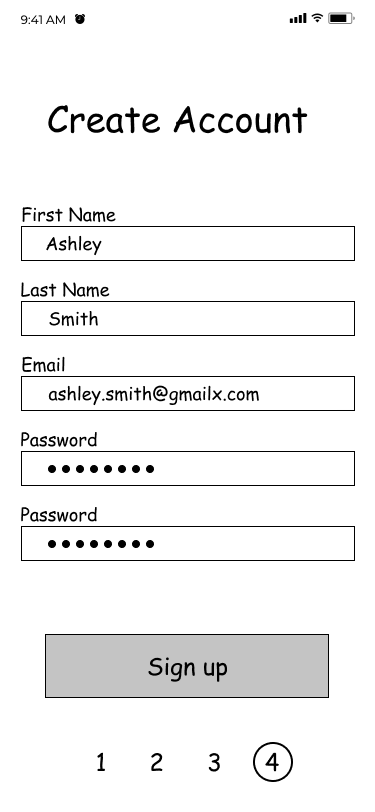 9:41 AM
Create Account
First Name
Ashley
Last Name
Smith
Email
ashley.smith@gmailx.com
Password
●●●●●●●●
Password
●●●●●●●●
Sign up
1 2 3 4